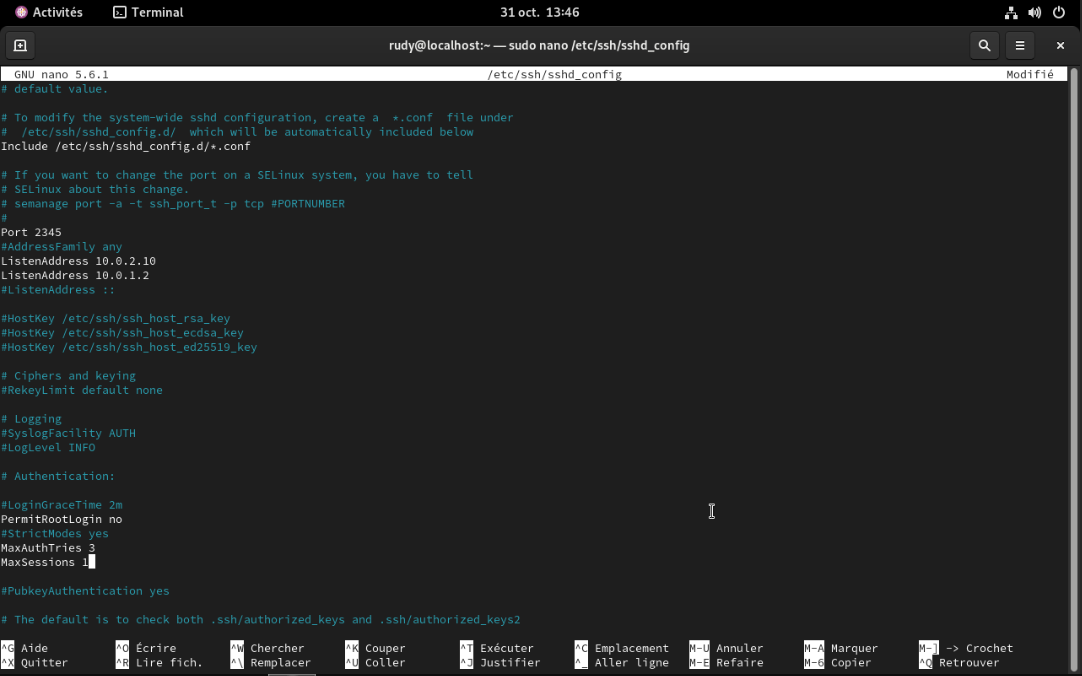 Activités
Terminal
31 oct. 13:46
rudy@localhost:~ — sudo nano /etc/ssh/sshd_config
GNU nano 5.6.1 /etc/ssh/sshd_config Modifié
# default value.
# To modify the system-wide sshd configuration, create a  *.conf  file under
#  /etc/ssh/sshd_config.d/  which will be automatically included below
Include /etc/ssh/sshd_config.d/*.conf
# If you want to change the port on a SELinux system, you have to tell
# SELinux about this change.
# semanage port -a -t ssh_port_t -p tcp #PORTNUMBER
#
Port 2345
#AddressFamily any
ListenAddress 10.0.2.10
ListenAddress 10.0.1.2
#ListenAddress ::
#HostKey /etc/ssh/ssh_host_rsa_key
#HostKey /etc/ssh/ssh_host_ecdsa_key
#HostKey /etc/ssh/ssh_host_ed25519_key
# Ciphers and keying
#RekeyLimit default none
# Logging
#SyslogFacility AUTH
#LogLevel INFO
# Authentication:
#LoginGraceTime 2m
PermitRootLogin no
#StrictModes yes
MaxAuthTries 3
MaxSessions 1
#PubkeyAuthentication yes
# The default is to check both .ssh/authorized_keys and .ssh/authorized_keys2
^G Aide ^O Écrire ^W Chercher ^K Couper ^T Exécuter ^C Emplacement M-U Annuler M-A Marquer M-] -> Crochet
^X Quitter ^R Lire fich. ^\ Remplacer ^U Coller ^J Justifier ^_ Aller ligne M-E Refaire M-6 Copier ^Q Retrouver